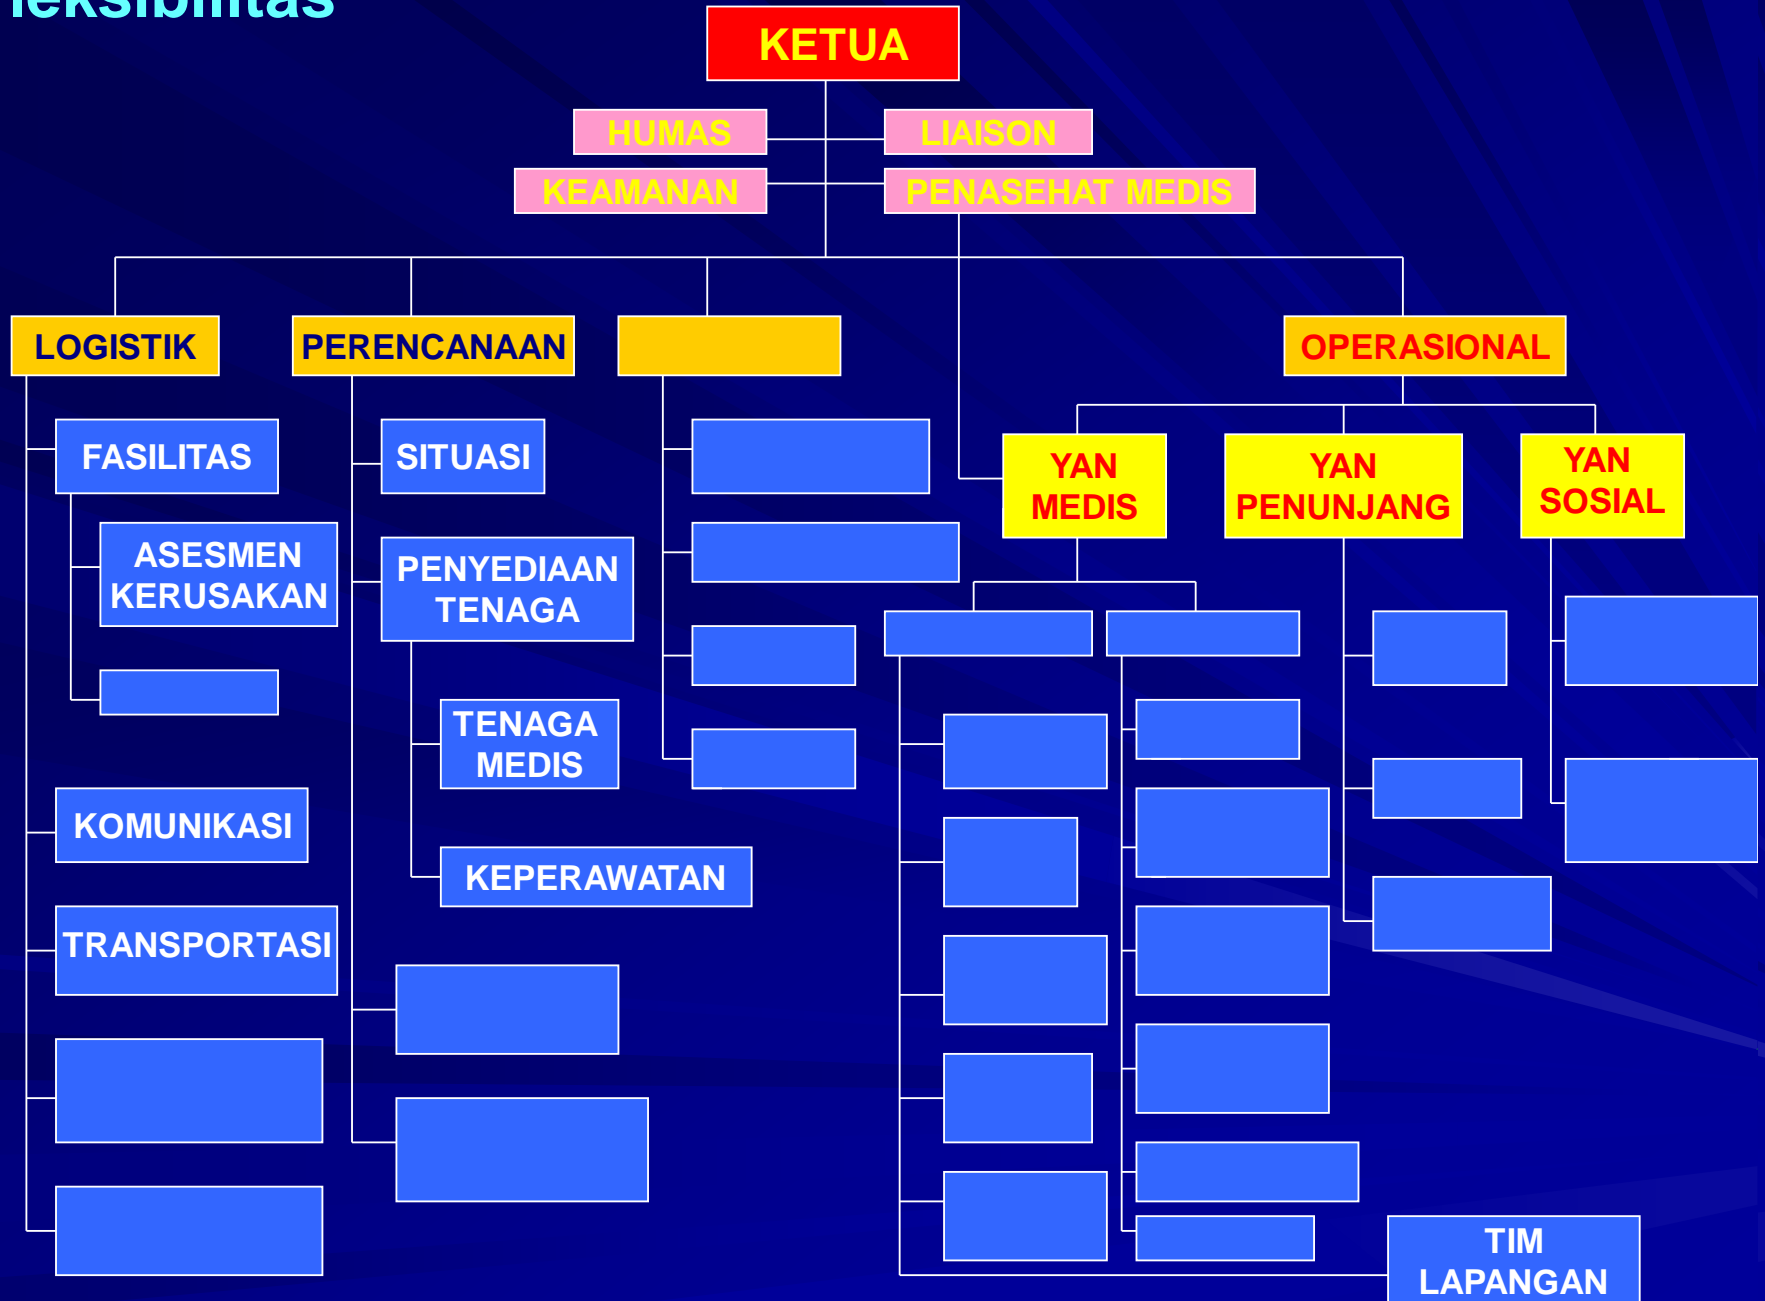 leksibilitas
KETUA
HUMAS
LIAISON
KEAMANAN
PENASEHAT MEDIS
LOGISTIK
PERENCANAAN
OPERASIONAL
FASILITAS
SITUASI
YAN
MEDIS
YAN
PENUNJANG
YAN
SOSIAL
ASESMEN
KERUSAKAN
PENYEDIAAN
TENAGA
TENAGA
MEDIS
KOMUNIKASI
KEPERAWATAN
TRANSPORTASI
TIM
LAPANGAN